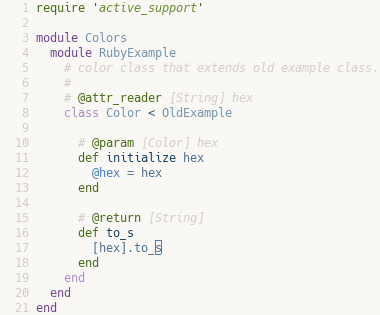 1 require 'active_support'
2
3 module Colors
4   module RubyExample
5     # color class that extends old example class.
6     #
7     # @attr_reader [String] hex
8     class Color < OldExample
9
10       # @param [Color] hex
11       def initialize hex
12         @hex = hex
13       end
14
15       # @return [String]
16       def to_s
17         [hex].to_s
18       end
19     end
20   end
21 end